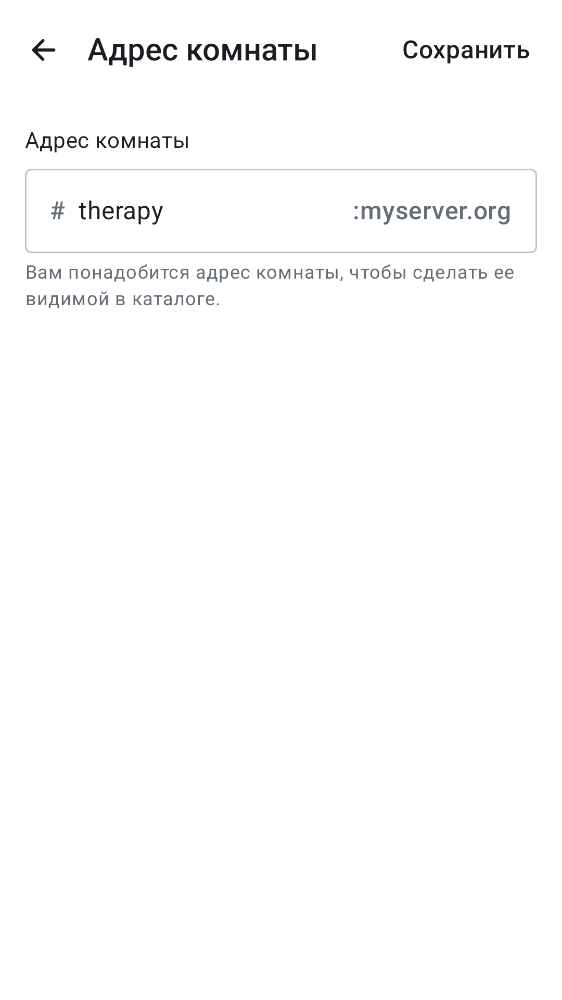 Адрес комнаты
Сохранить
Адрес комнаты
# therapy :myserver.org
Вам понадобится адрес комнаты, чтобы сделать ее
видимой в каталоге.